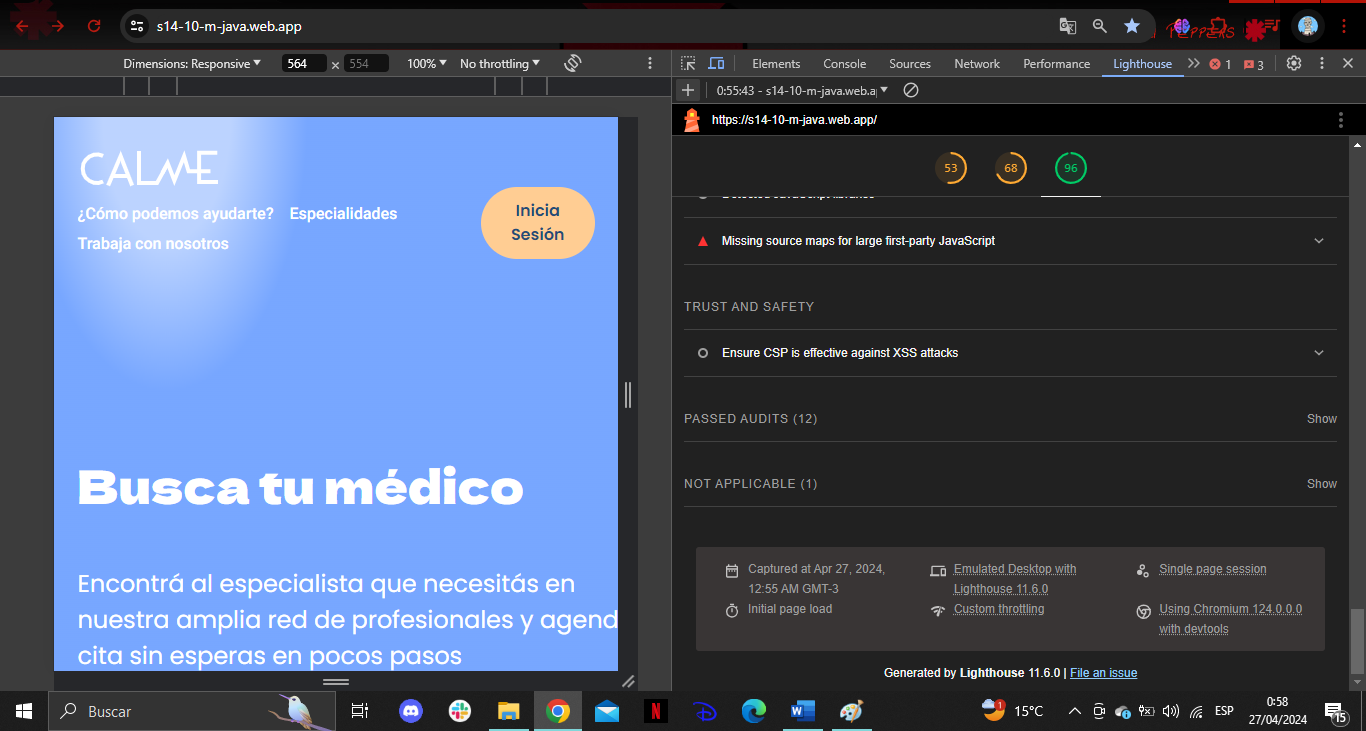 s14-10-m-java.web.app
Dimensions: Responsive
564 x 554
100%
No throttling
Elements
Console
Sources
Network
Performance
Lighthouse
1
3
0:55:43 - s14-10-m-java.web.a
https://s14-10-m-java.web.app/
53
68
96
Detected JavaScript libraries
Missing source maps for large first-party JavaScript
TRUST AND SAFETY
Ensure CSP is effective against XSS attacks
PASSED AUDITS (12)
Show
NOT APPLICABLE (1)
Show
Captured at Apr 27, 2024,
12:55 AM GMT-3
Initial page load
Emulated Desktop with
Lighthouse 11.6.0
Custom throttling
Single page session
Using Chromium 124.0.0.0
with devtools
Generated by Lighthouse 11.6.0 | File an issue
CALME
¿Cómo podemos ayudarte?
Especialidades
Trabaja con nosotros
Inicia
Sesión
Busca tu médico
Encontrá al especialista que necesitás en
nuestra amplia red de profesionales y agend
cita sin esperas en pocos pasos
Buscar
1
15°C
ESP
0:58
27/04/2024
15